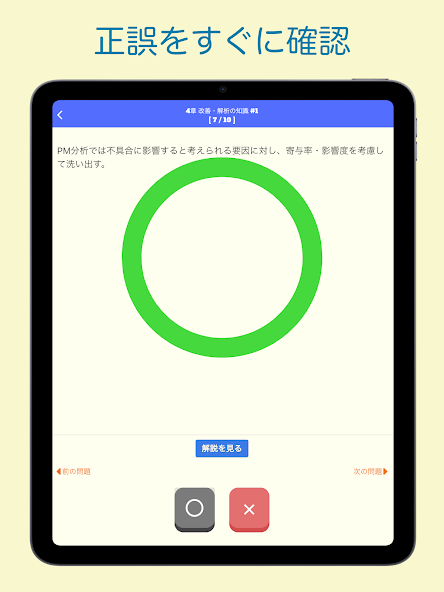 正誤をすぐに確認
4章 改善・解析の知識 #1
[ 7 / 10 ]
PM分析では不具合に影響すると考えられる要因に対し、寄与率・影響度を考慮し
て洗い出す。
解説を見る
前の問題
次の問題